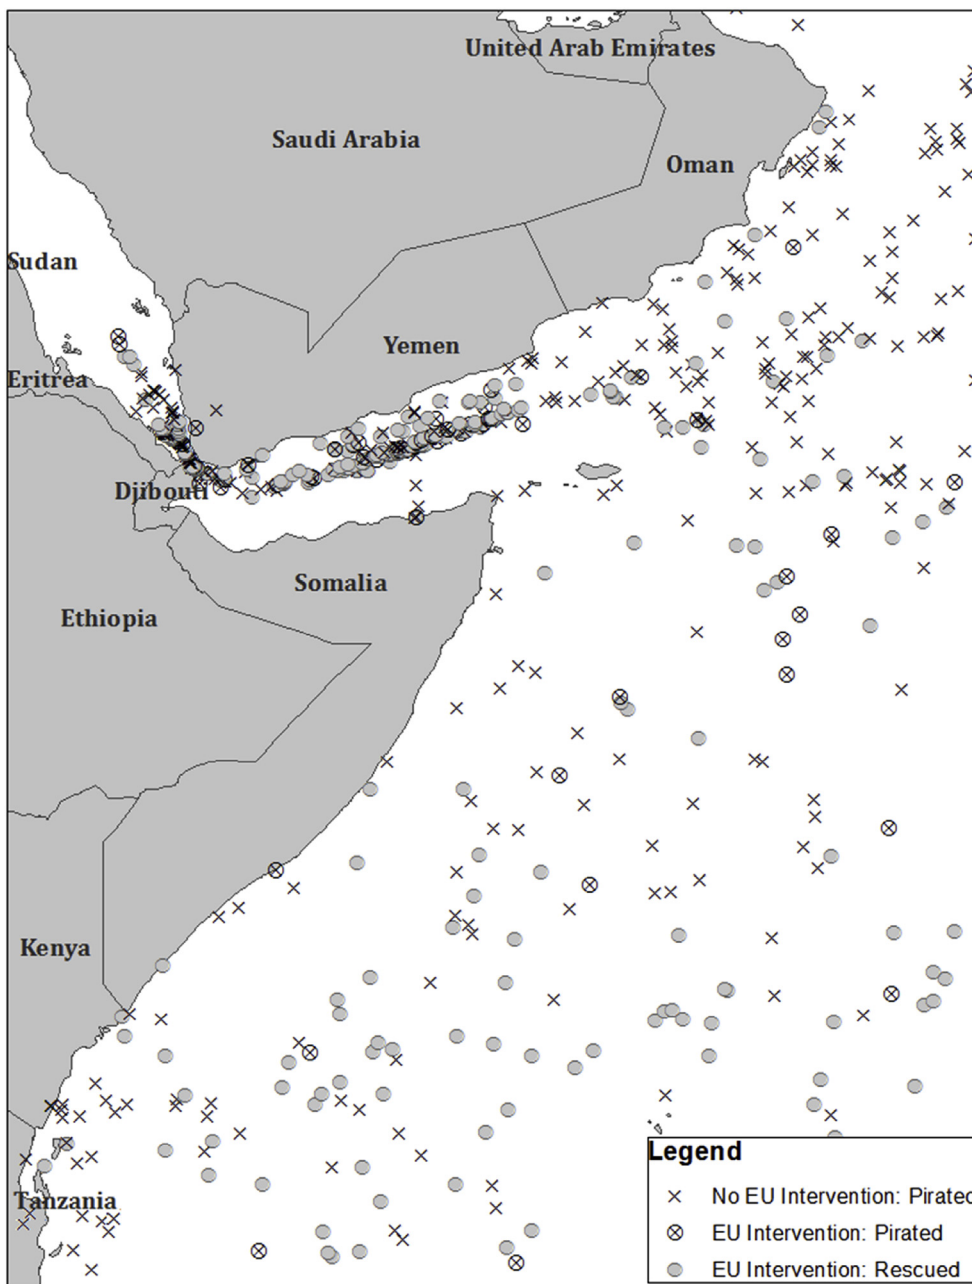 United Arab Emirates
Saudi Arabia
Oman
Sudan
Yemen
Eritrea
Djibouti
Somalia
Ethiopia
Kenya
Tanzania
Legend
No EU Intervention: Pirated
EU Intervention: Pirated
EU Intervention: Rescued